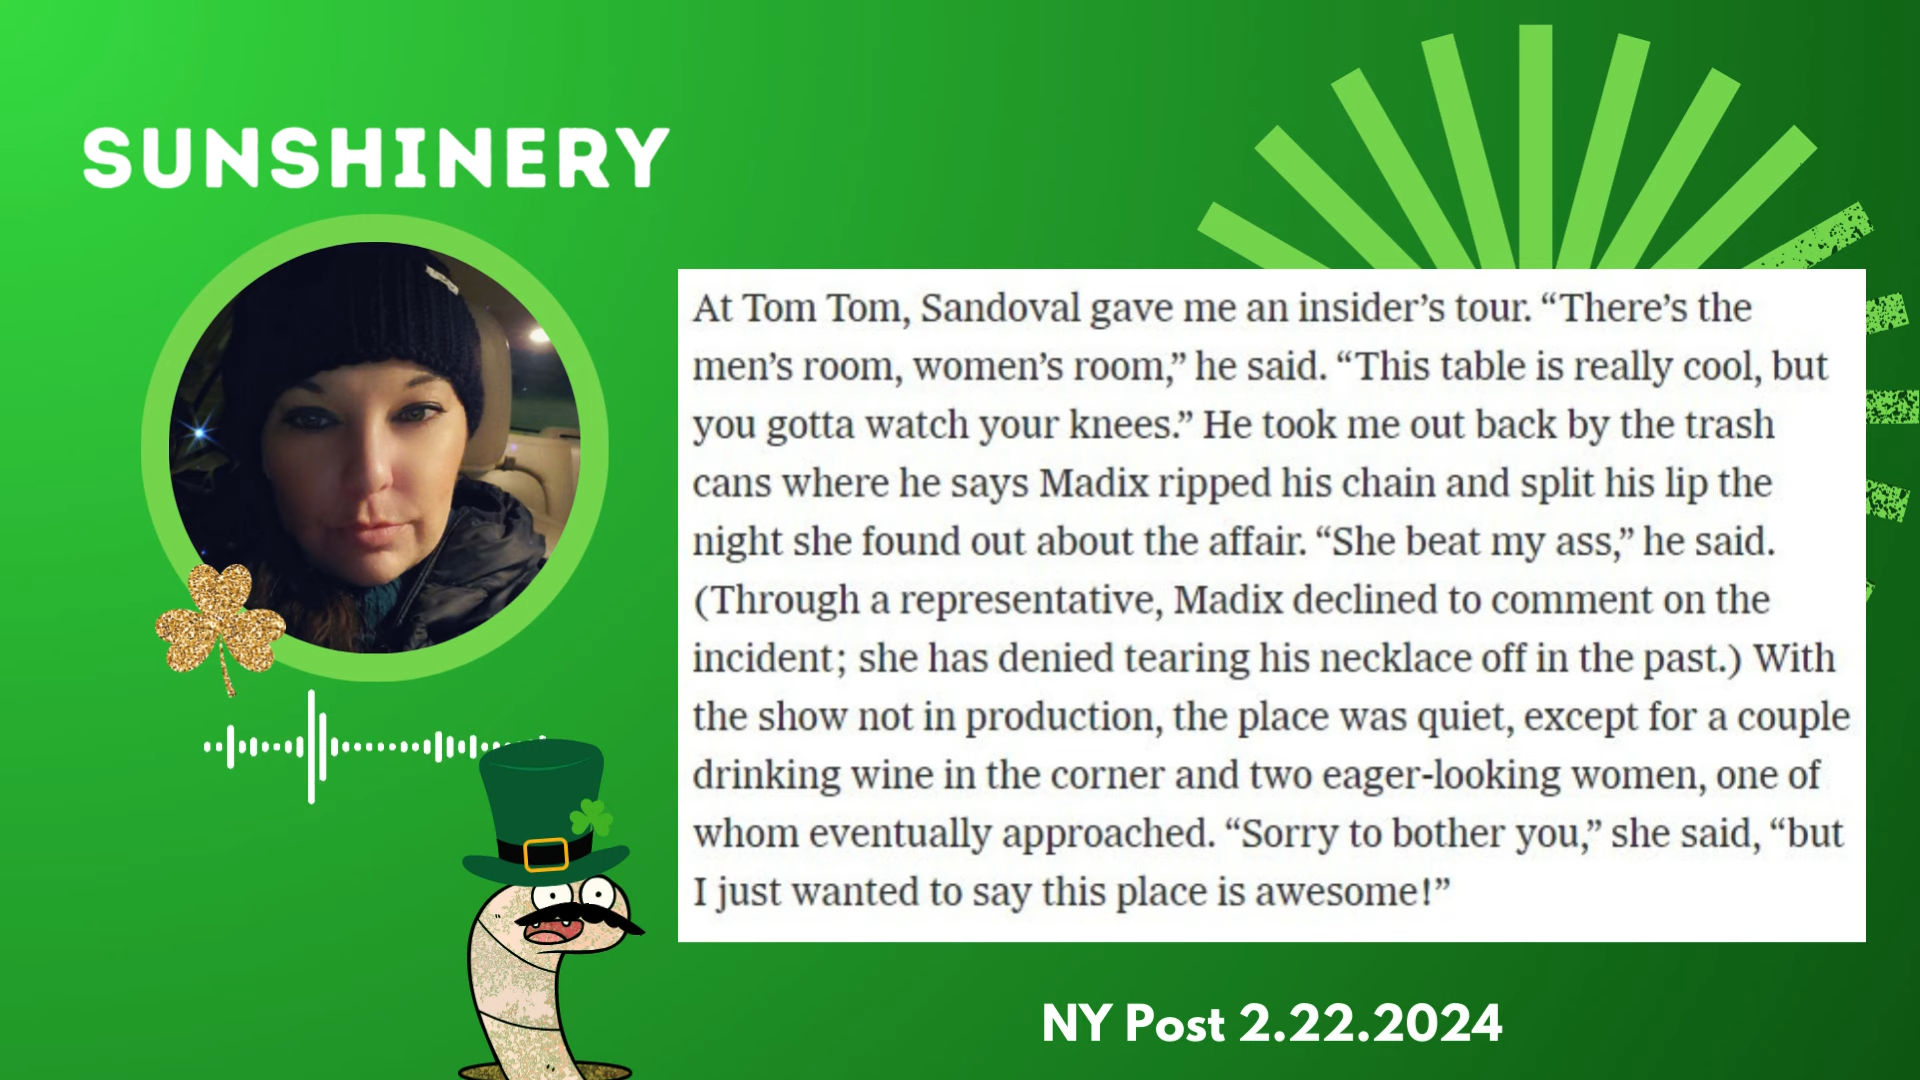 SUNSHINERY
At Tom Tom, Sandoval gave me an insider’s tour. “There’s the
men’s room, women’s room,” he said. “This table is really cool, but
you gotta watch your knees.” He took me out back by the trash
cans where he says Madix ripped his chain and split his lip the
night she found out about the affair. “She beat my ass,” he said.
(Through a representative, Madix declined to comment on the
incident; she has denied tearing his necklace off in the past.) With
the show not in production, the place was quiet, except for a couple
drinking wine in the corner and two eager-looking women, one of
whom eventually approached. “Sorry to bother you,” she said, “but
I just wanted to say this place is awesome!”
NY Post 2.22.2024